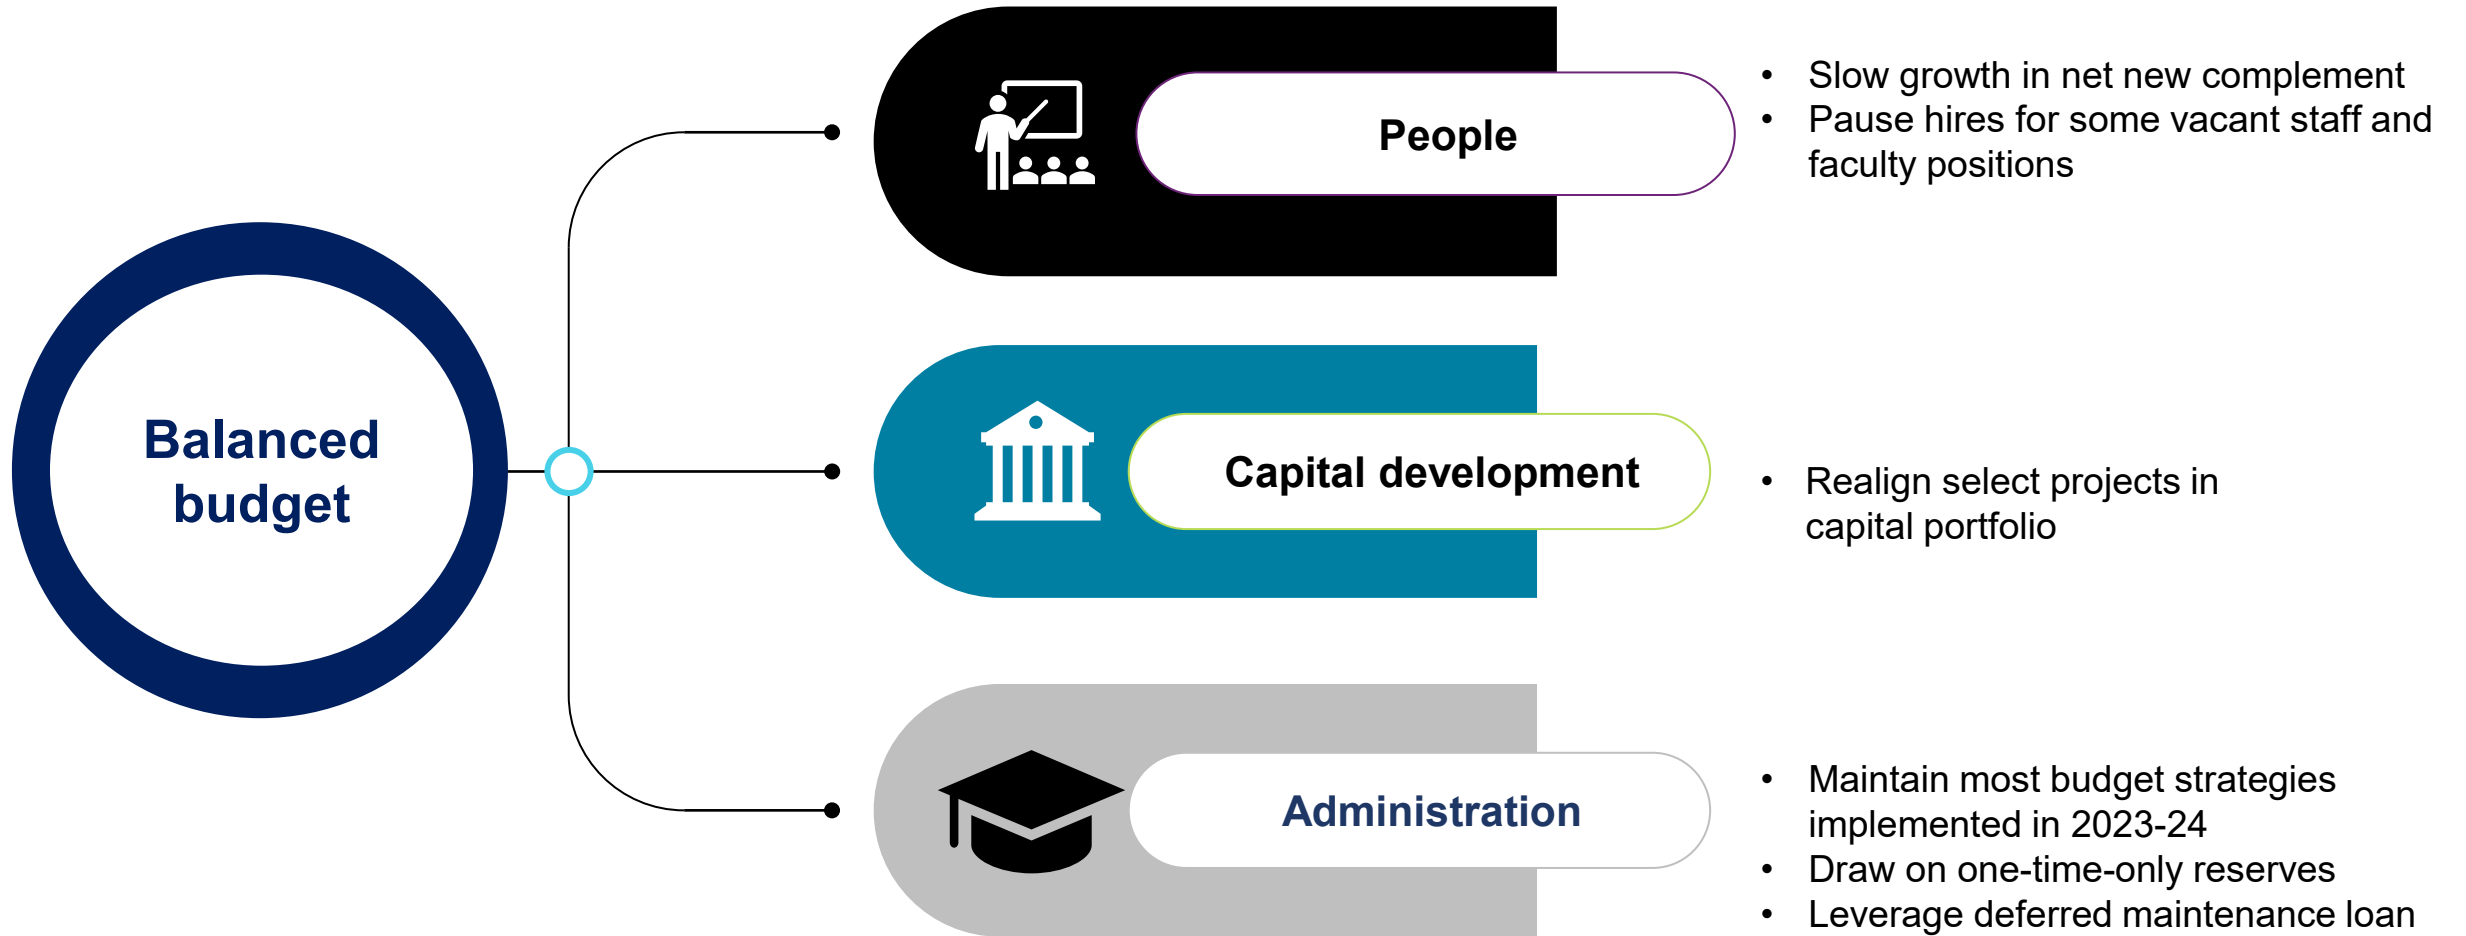 Balanced
budget
People
• Slow growth in net new complement
• Pause hires for some vacant staff and
faculty positions
Capital development
• Realign select projects in
capital portfolio
Administration
• Maintain most budget strategies
implemented in 2023-24
• Draw on one-time-only reserves
• Leverage deferred maintenance loan